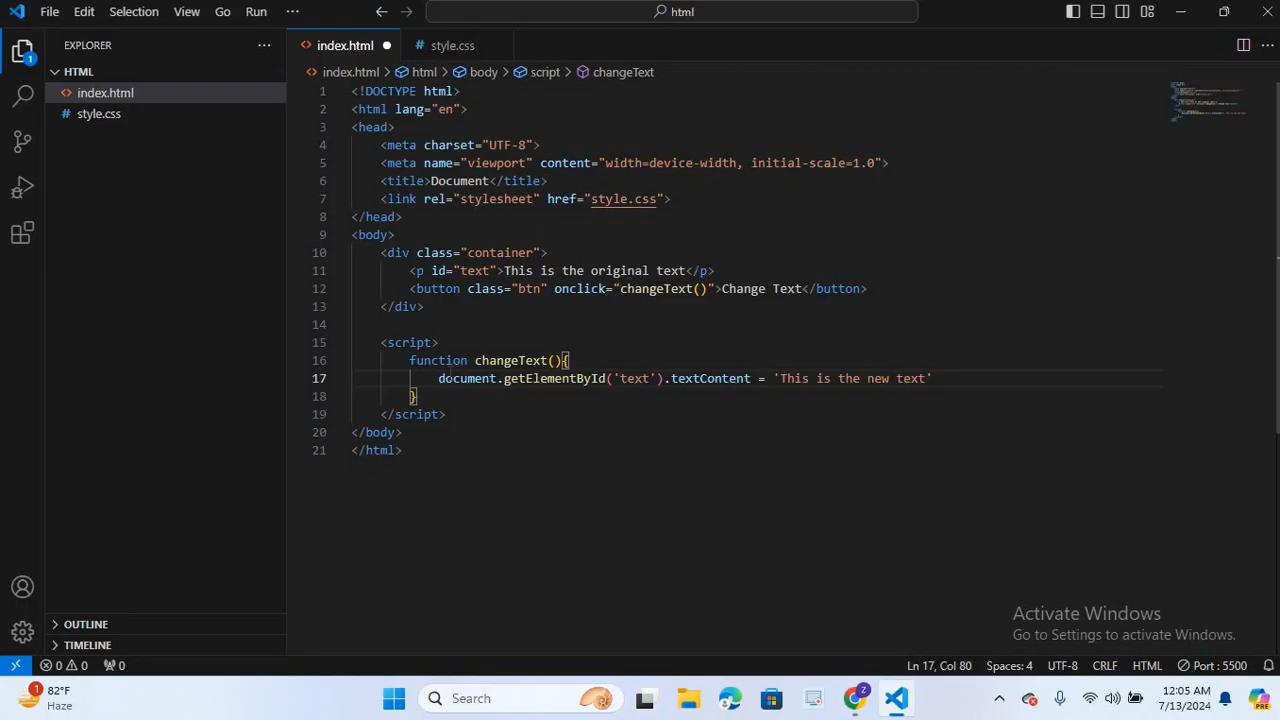 File Edit Selection View Go Run ··· html
EXPLORER ···
index.html style.css
HTML
index.html > html > body > script > changeText
index.html
style.css
1 <!DOCTYPE html>
2 <html lang="en">
3 <head>
4 <meta charset="UTF-8">
5 <meta name="viewport" content="width=device-width, initial-scale=1.0">
6 <title>Document</title>
7 <link rel="stylesheet" href="style.css">
8 </head>
9 <body>
10 <div class="container">
11 <p id="text">This is the original text</p>
12 <button class="btn" onclick="changeText()">Change Text</button>
13 </div>
14
15 <script>
16 function changeText(){
17 document.getElementById('text').textContent = 'This is the new text'
18 }
19 </script>
20 </body>
21 </html>
1
OUTLINE
TIMELINE
Activate Windows
Go to Settings to activate Windows.
0 0 0 Ln 17, Col 80 Spaces: 4 UTF-8 CRLF HTML Port : 5500
1 82°F
Haze
Search
Z
12:05 AM
7/13/2024
PRE